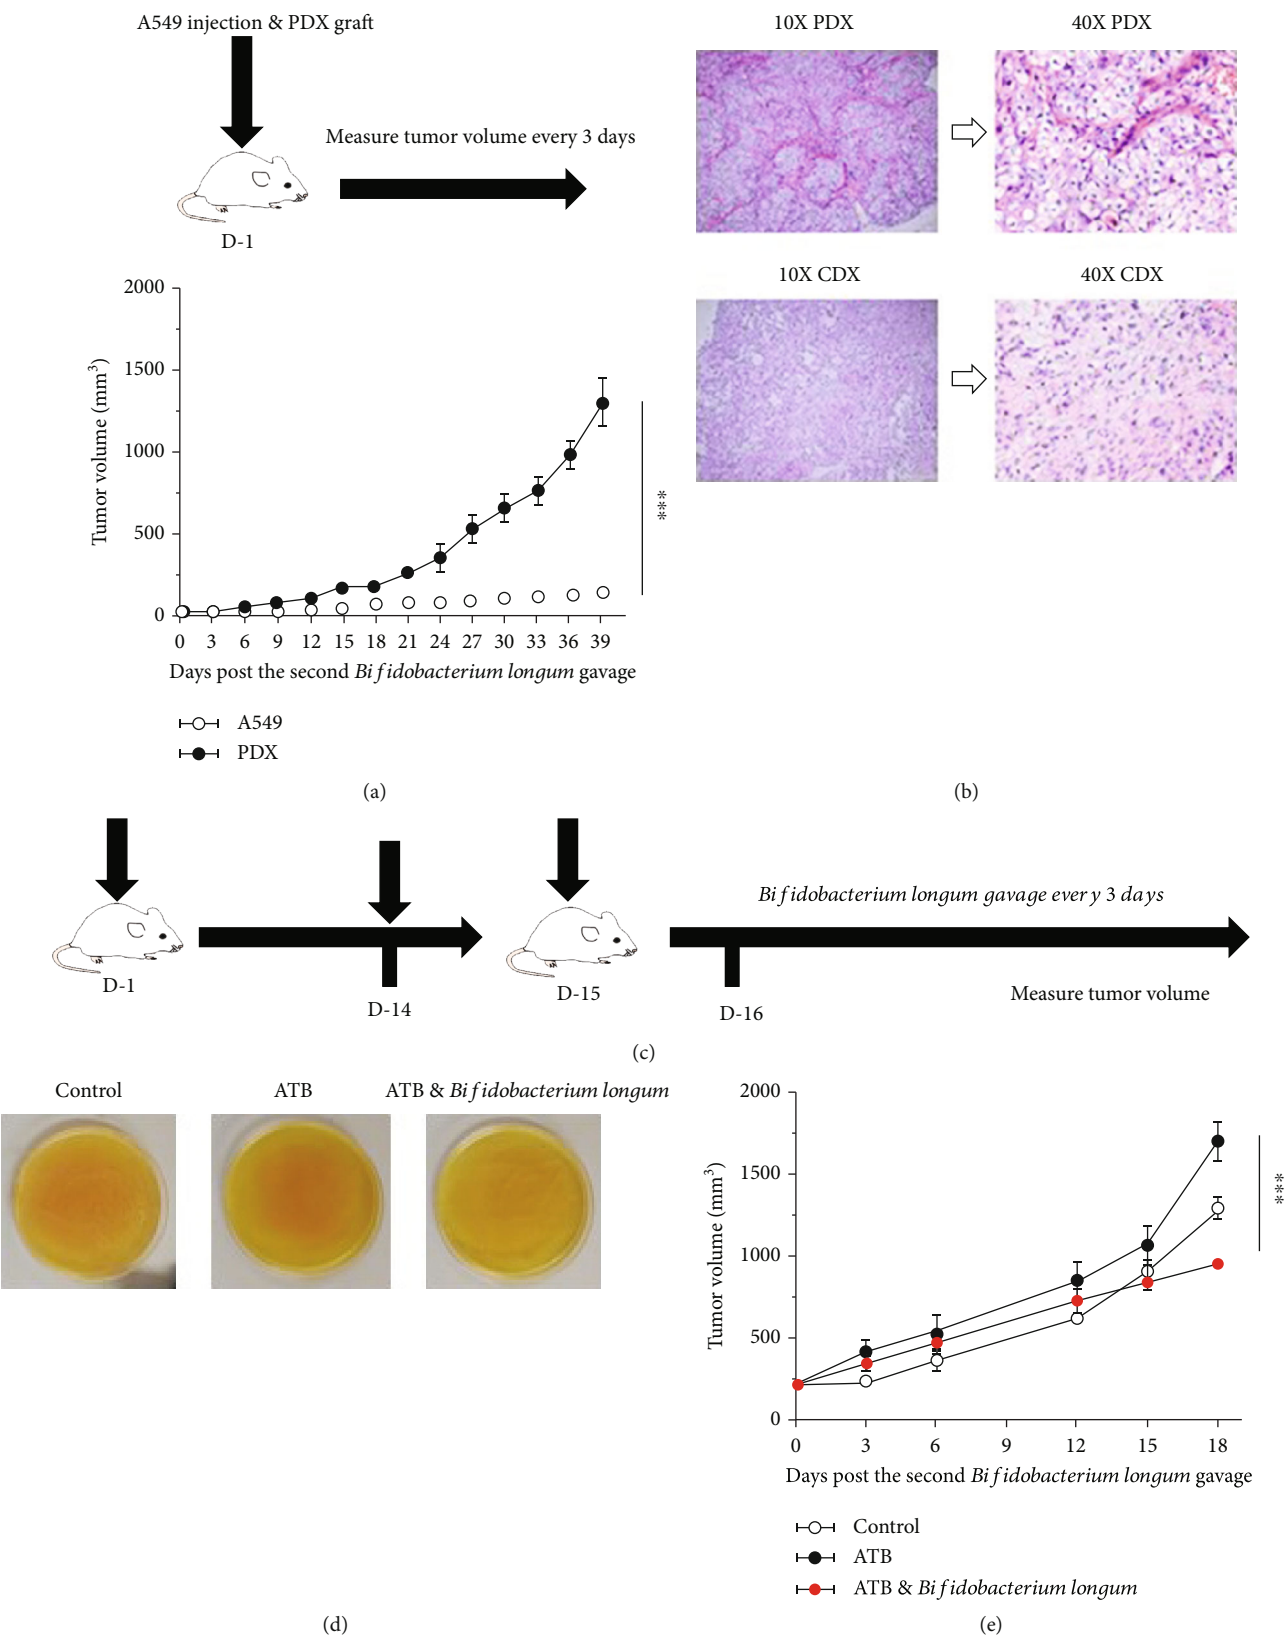 A549 injection & PDX graft
Measure tumor volume every 3 days
D-1
2000
1500
1000
500
0
Tumor volume (mm³)
0 3 6 9 12 15 18 21 24 27 30 33 36 39
Days post the second Bifidobacterium longum gavage
***
A549
PDX
(a)
10X PDX
40X PDX
10X CDX
40X CDX
(b)
D-1
D-14
D-15
Bifidobacterium longum gavage every 3 days
D-16
Measure tumor volume
(c)
Control
ATB
ATB & Bifidobacterium longum
(d)
2000
1500
1000
500
0
Tumor volume (mm³)
0 3 6 9 12 15 18
Days post the second Bifidobacterium longum gavage
***
Control
ATB
ATB & Bifidobacterium longum
(e)